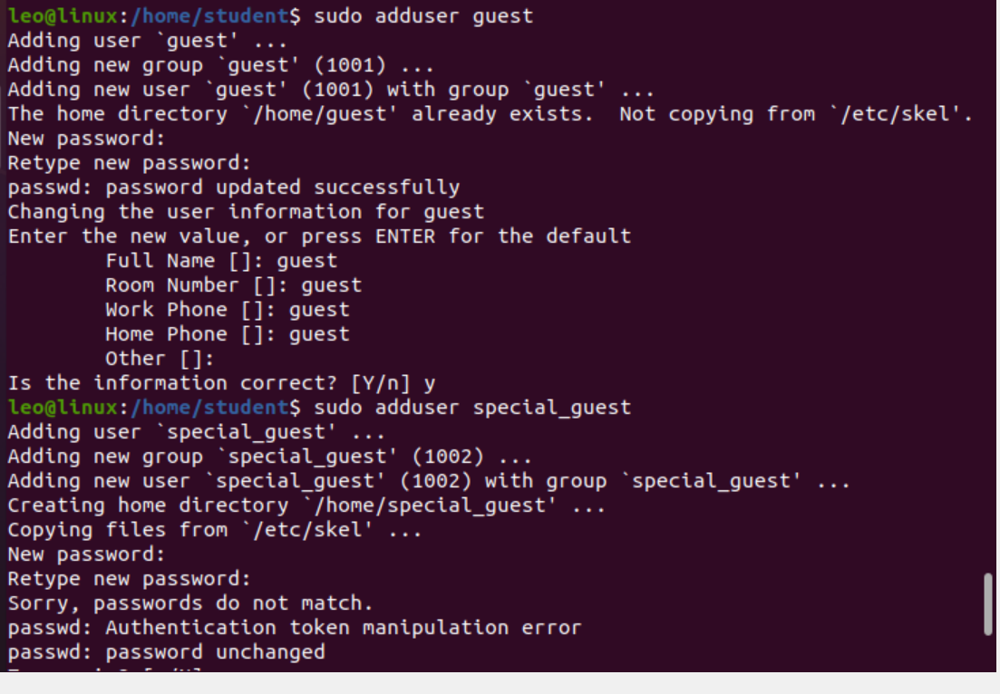 leo@linux:/home/student$ sudo adduser guest
Adding user `guest' ...
Adding new group `guest' (1001) ...
Adding new user `guest' (1001) with group `guest' ...
The home directory `/home/guest' already exists.  Not copying from `/etc/skel'.
New password:
Retype new password:
passwd: password updated successfully
Changing the user information for guest
Enter the new value, or press ENTER for the default
        Full Name []: guest
        Room Number []: guest
        Work Phone []: guest
        Home Phone []: guest
        Other []:
Is the information correct? [Y/n] y
leo@linux:/home/student$ sudo adduser special_guest
Adding user `special_guest' ...
Adding new group `special_guest' (1002) ...
Adding new user `special_guest' (1002) with group `special_guest' ...
Creating home directory `/home/special_guest' ...
Copying files from `/etc/skel' ...
New password:
Retype new password:
Sorry, passwords do not match.
passwd: Authentication token manipulation error
passwd: password unchanged